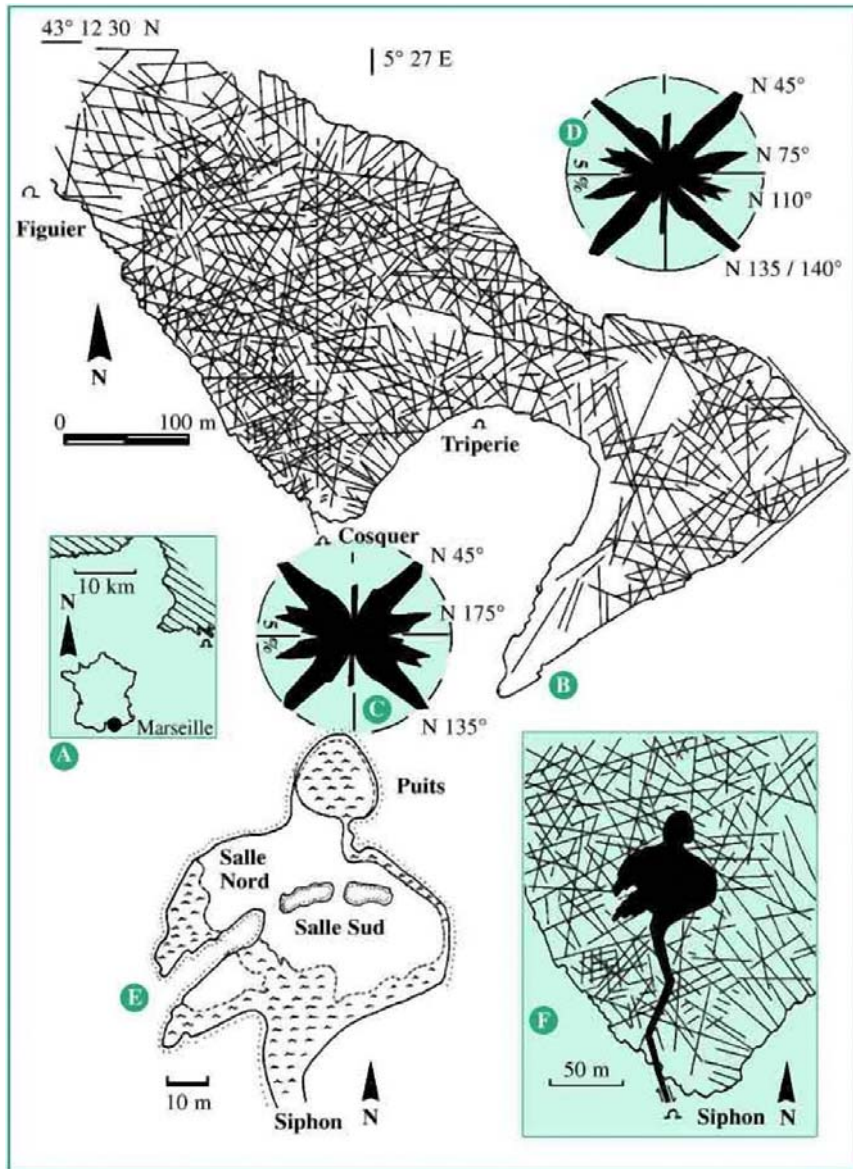 43° 12 30 N
5° 27 E
D
N 45°
N 75°
5 %
N 110°
N 135 / 140°
Figuier
N
0 100 m
Triperie
Cosquer
N 45°
10 km
N
N 175°
5 %
B
Marseille
C
N 135°
A
Puits
Salle
Nord
Salle Sud
E
F
10 m
50 m
N
Siphon
Siphon
N